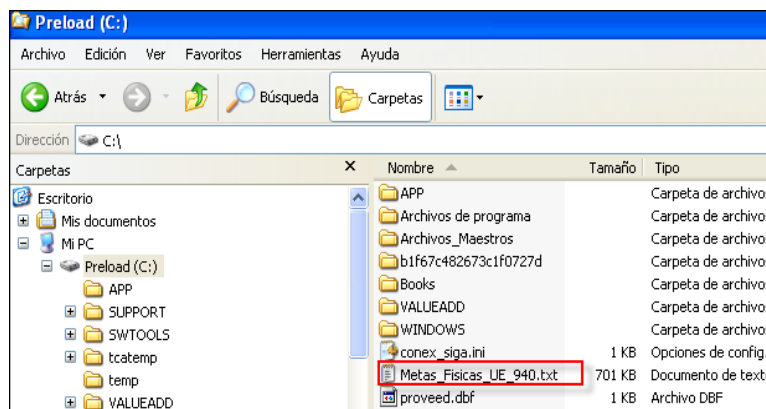 Preload (C:)
Archivo Edición Ver Favoritos Herramientas Ayuda
Atrás Búsqueda Carpetas
Dirección C:\
Carpetas X
Escritorio
Mis documentos
Mi PC
Preload (C:)
APP
SUPPORT
SWTOOLS
tcatemp
temp
VALUEADD
Nombre Tamaño Tipo
APP Carpeta de archivo
Archivos de programa Carpeta de archivo
Archivos_Maestros Carpeta de archivo
b1f67c482673c1f0727d Carpeta de archivo
Books Carpeta de archivo
VALUEADD Carpeta de archivo
WINDOWS Carpeta de archivo
conex_siga.ini 1 KB Opciones de config.
Metas_Fisicas_UE_940.txt 701 KB Documento de text
proveed.dbf 1 KB Archivo DBF